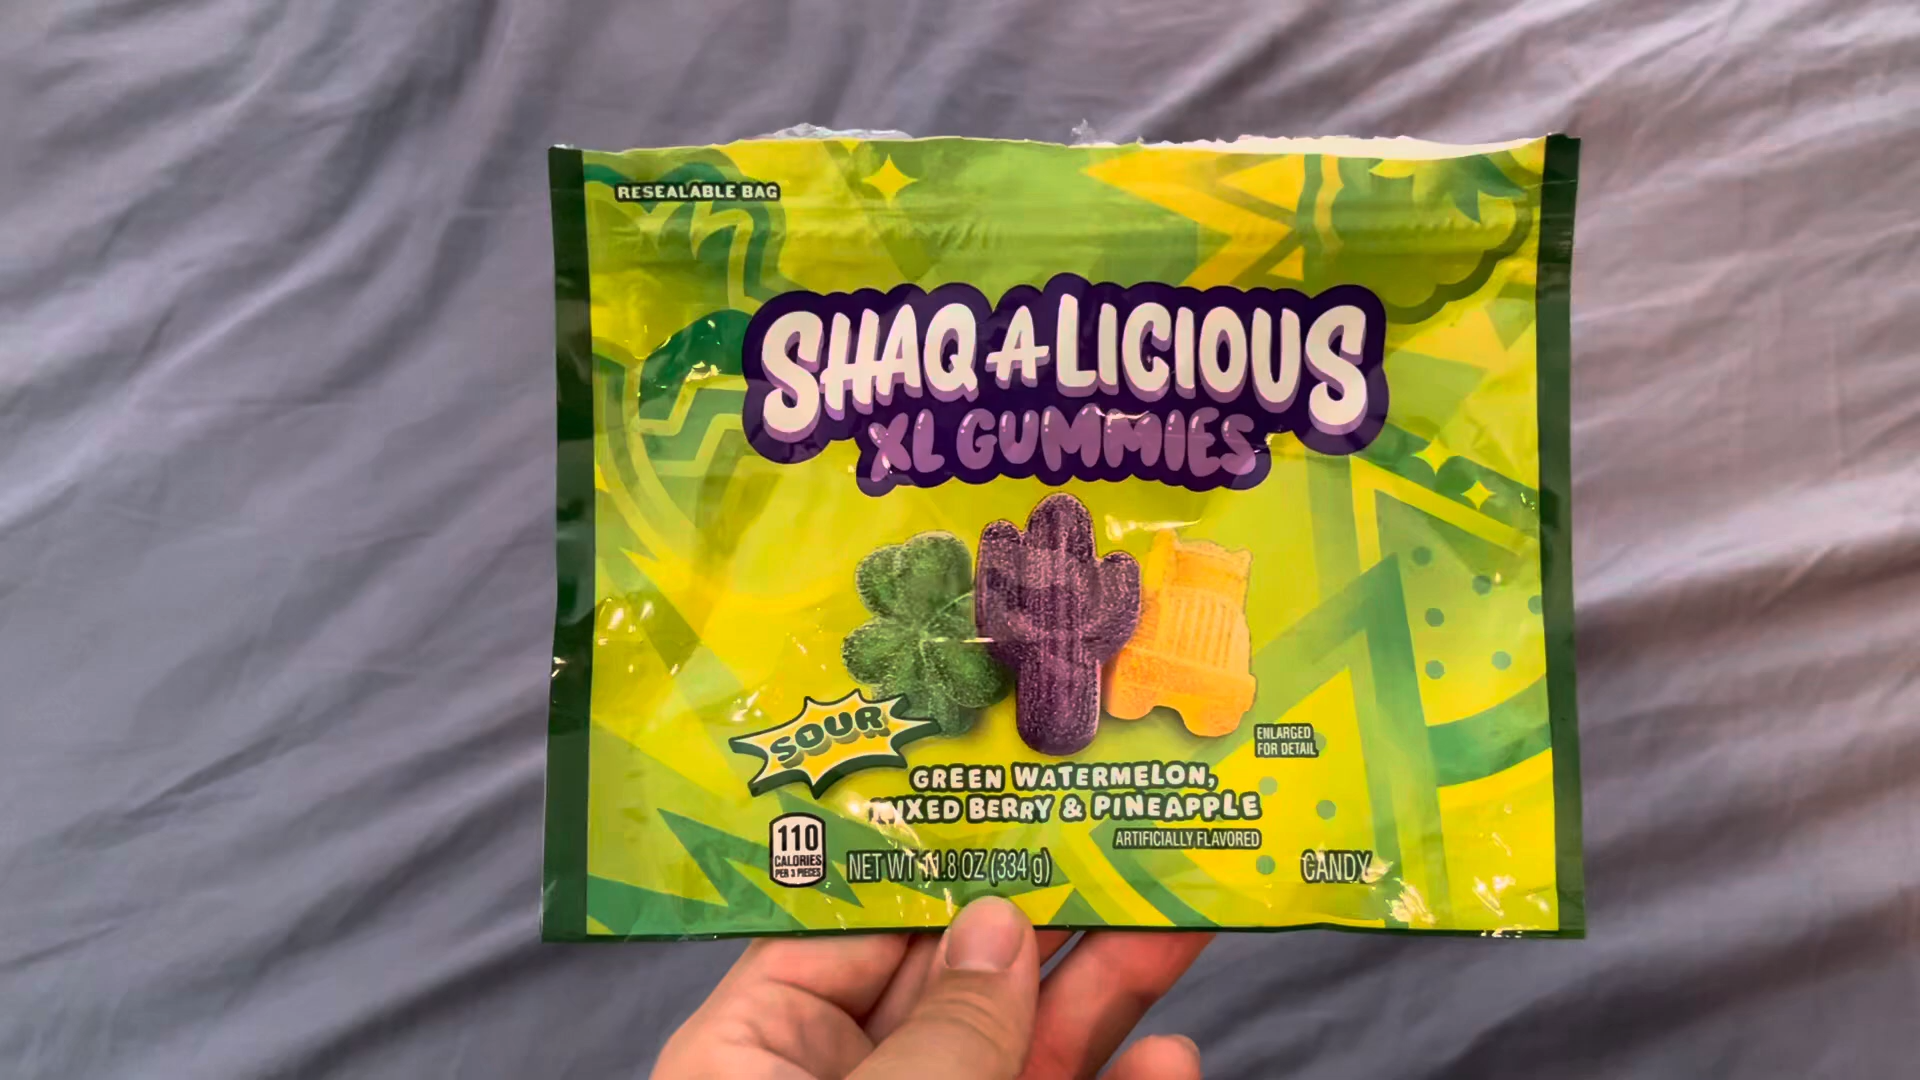 RESEALABLE BAG
SHAQ A LICIOUS
XL GUMMIES
SOUR
ENLARGED
FOR DETAIL
GREEN WATERMELON,
MIXED BERRY & PINEAPPLE
ARTIFICIALLY FLAVORED
110
CALORIES
PER 3 PIECES
NET WT 11.8 OZ (334 g)
CANDY